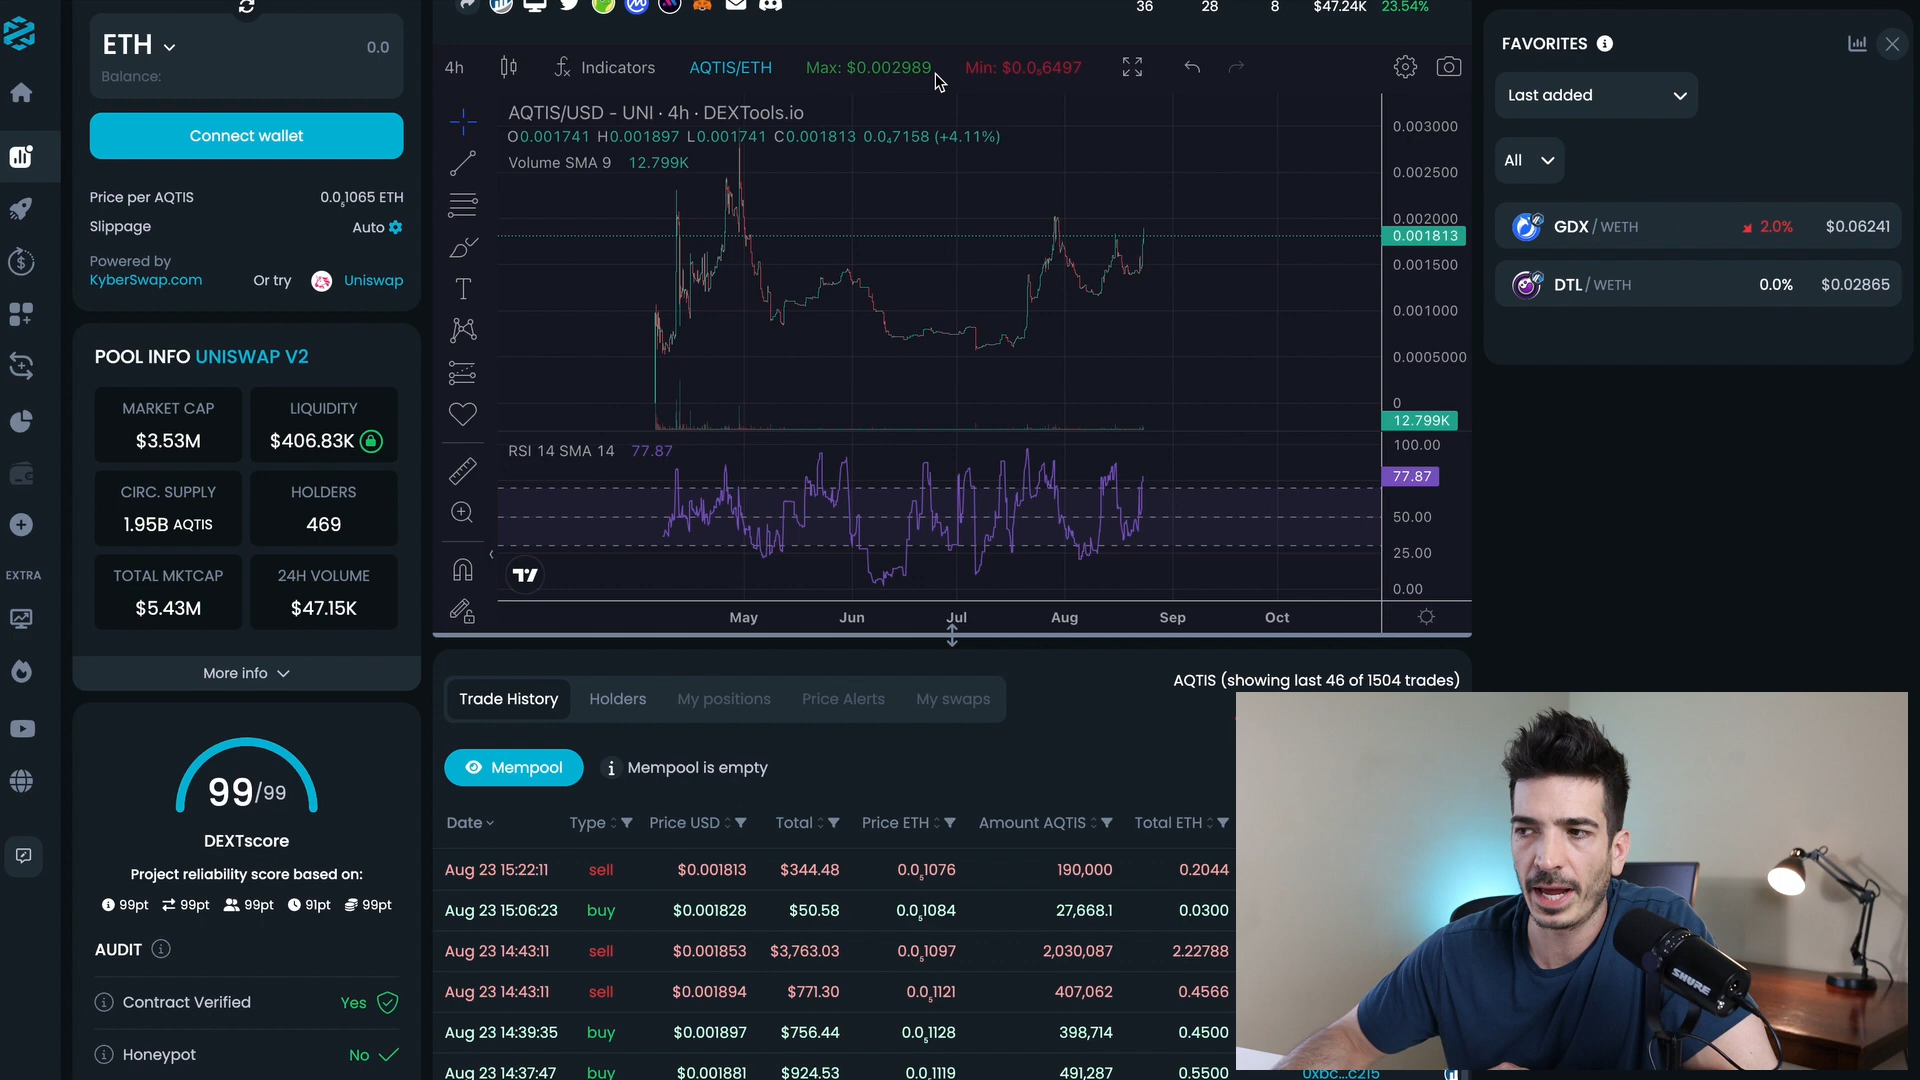 ETH
0.0
Balance:
Connect wallet
Price per AQTIS 0.0₅1065 ETH
Slippage Auto
Powered by
KyberSwap.com Or try Uniswap
POOL INFO UNISWAP V2
MARKET CAP LIQUIDITY
$3.53M $406.83K
CIRC. SUPPLY HOLDERS
1.95B AQTIS 469
TOTAL MKTCAP 24H VOLUME
$5.43M $47.15K
More info
EXTRA
99/99
DEXTscore
Project reliability score based on:
99pt 99pt 99pt 91pt 99pt
AUDIT
Contract Verified Yes
Honeypot No
36 28 8 $47.24K 23.54%
4h Indicators AQTIS/ETH Max: $0.002989 Min: $0.0₆6497
AQTIS/USD - UNI · 4h · DEXTools.io
O0.001741 H0.001897 L0.001741 C0.001813 0.0₄7158 (+4.11%)
Volume SMA 9 12.799K
0.003000
0.002500
0.002000
0.001813
0.001500
0.001000
0.0005000
0
12.799K
RSI 14 SMA 14 77.87
100.00
77.87
50.00
25.00
0.00
May Jun Jul Aug Sep Oct
AQTIS (showing last 46 of 1504 trades)
Trade History Holders My positions Price Alerts My swaps
Mempool Mempool is empty
Date Type Price USD Total Price ETH Amount AQTIS Total ETH
Aug 23 15:22:11 sell $0.001813 $344.48 0.0₅1076 190,000 0.2044
Aug 23 15:06:23 buy $0.001828 $50.58 0.0₅1084 27,668.1 0.0300
Aug 23 14:43:11 sell $0.001853 $3,763.03 0.0₅1097 2,030,087 2.22788
Aug 23 14:43:11 sell $0.001894 $771.30 0.0₅1121 407,062 0.4566
Aug 23 14:39:35 buy $0.001897 $756.44 0.0₅1128 398,714 0.4500
Aug 23 14:37:47 buy $0.001881 $924.53 0.0₅1119 491,287 0.5500 0xbc...c215
FAVORITES
Last added
All
GDX / WETH 2.0% $0.06241
DTL / WETH 0.0% $0.02865
SHURE